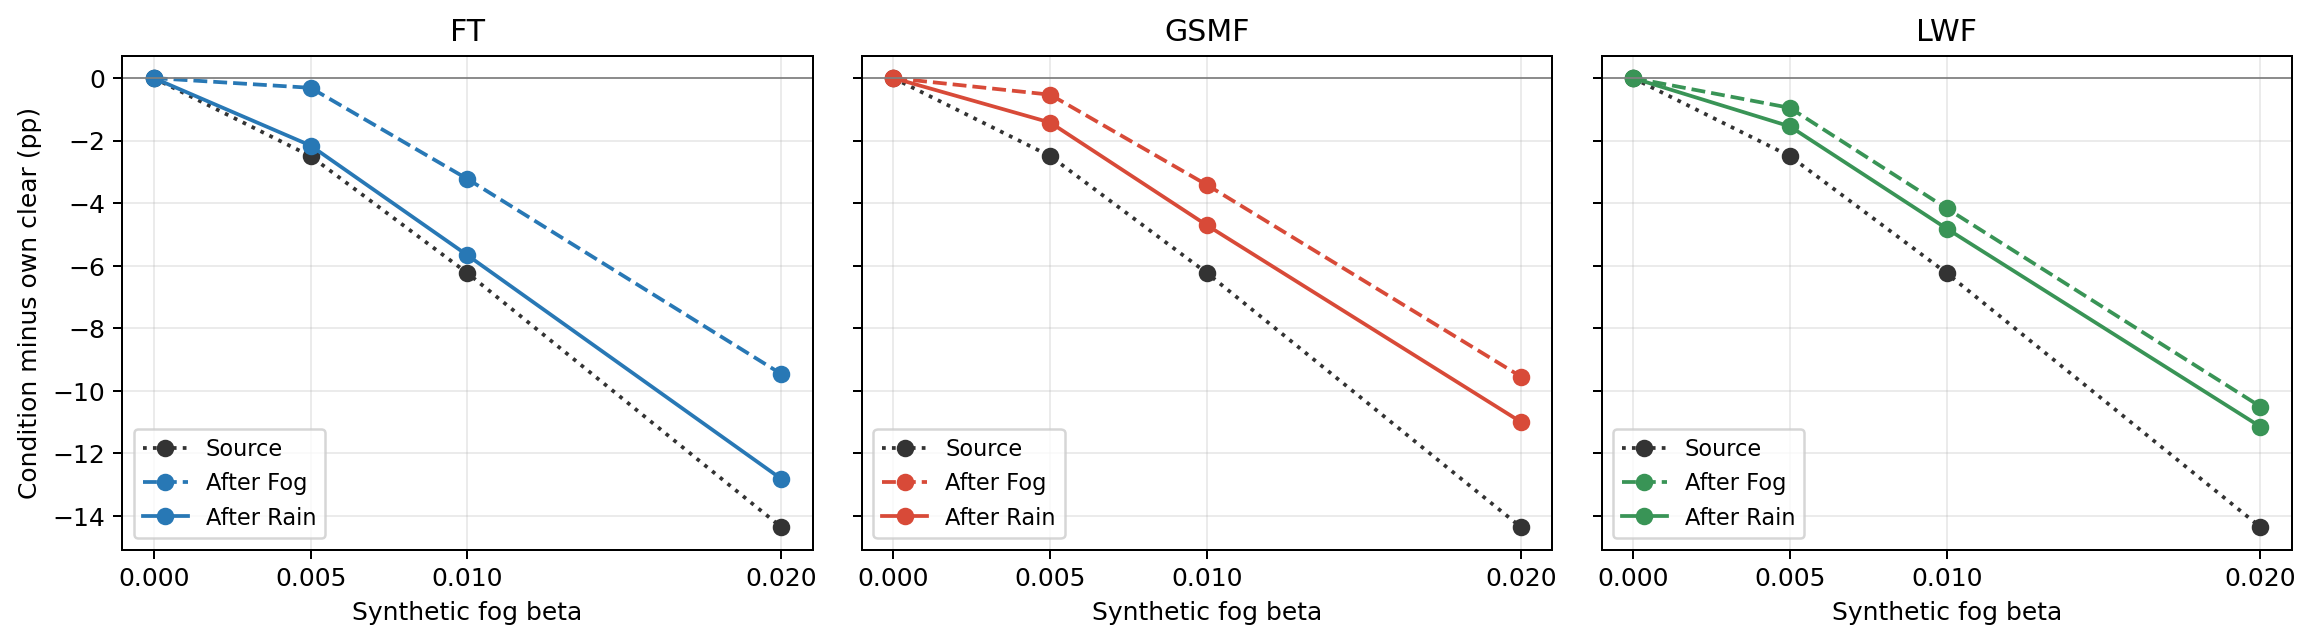 FT
GSMF
LWF
Condition minus own clear (pp)
0
−2
−4
−6
−8
−10
−12
−14
Source
After Fog
After Rain
0.000 0.005 0.010 0.020
Synthetic fog beta
Source
After Fog
After Rain
0.000 0.005 0.010 0.020
Synthetic fog beta
Source
After Fog
After Rain
0.000 0.005 0.010 0.020
Synthetic fog beta